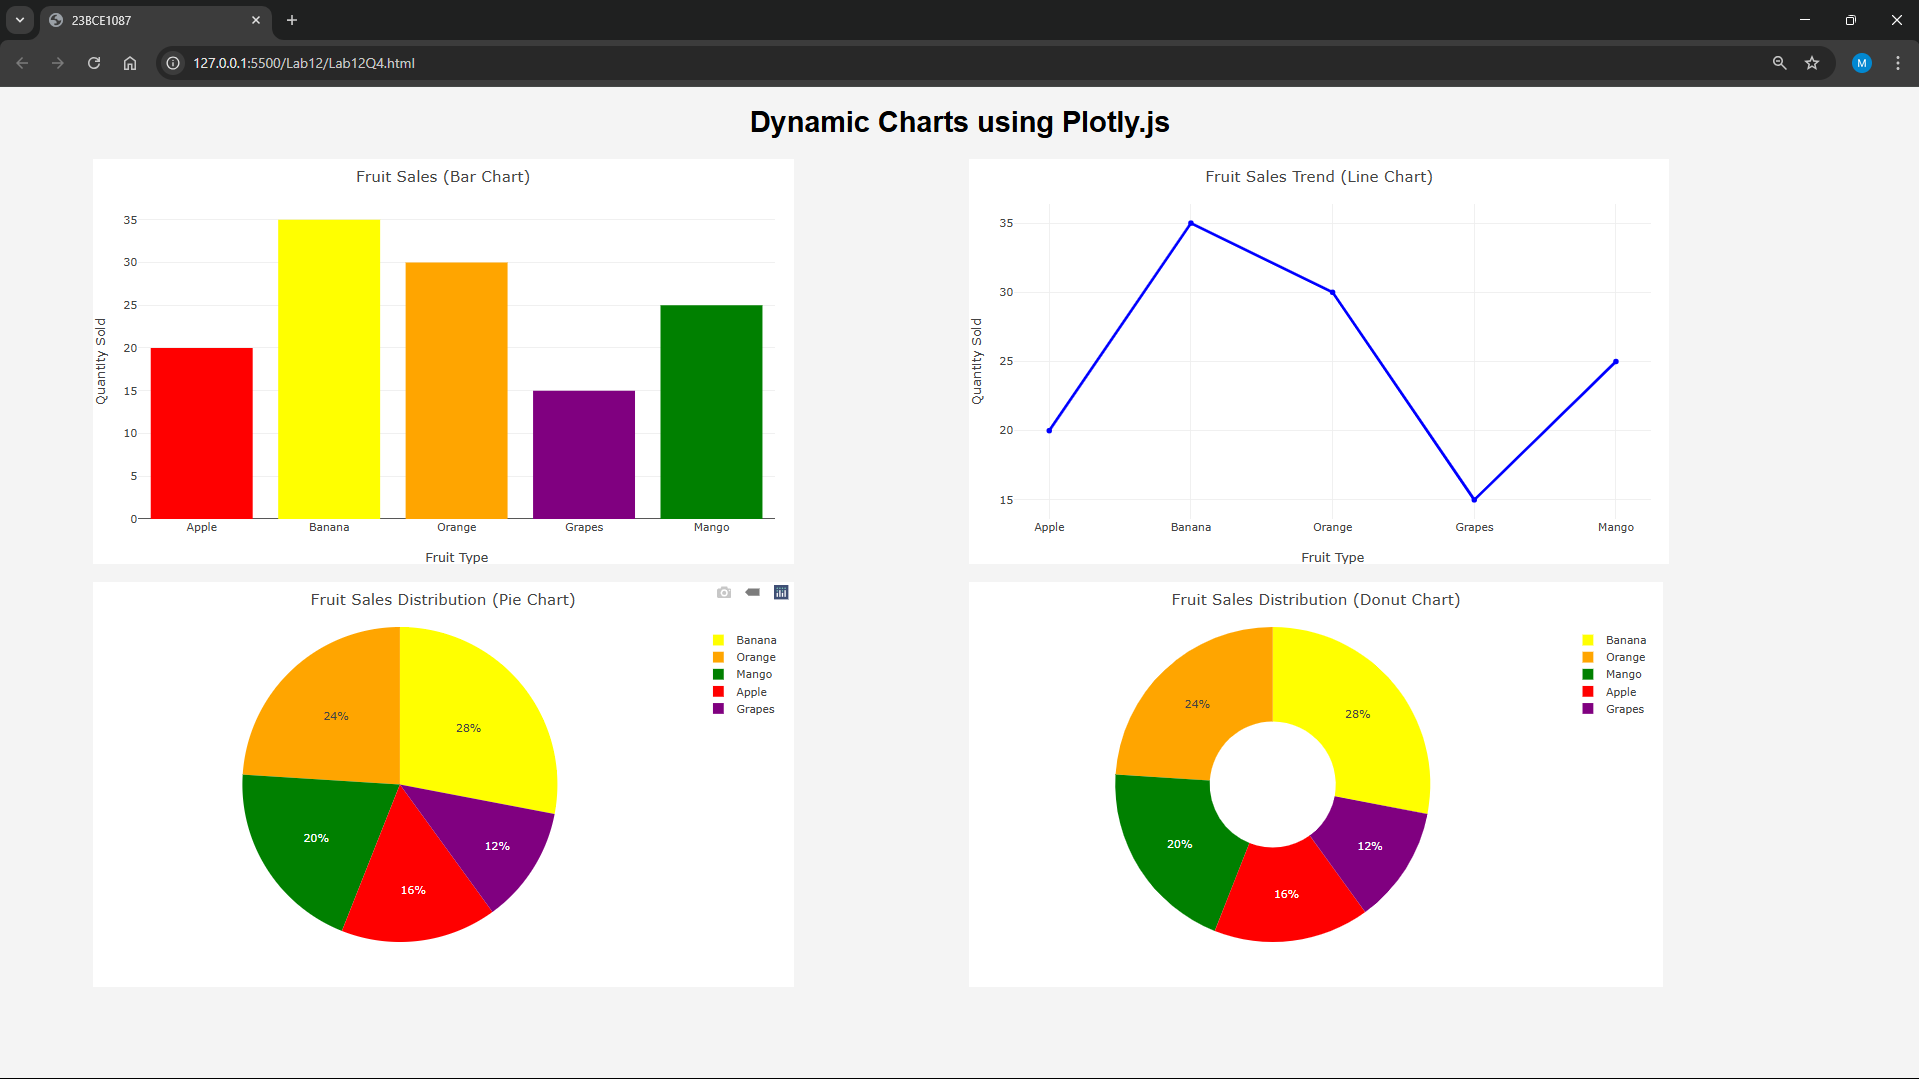 23BCE1087
127.0.0.1:5500/Lab12/Lab12Q4.html
M
Dynamic Charts using Plotly.js
Fruit Sales (Bar Chart)
35
30
25
20
15
10
5
0
Quantity Sold
Apple Banana Orange Grapes Mango
Fruit Type
Fruit Sales Trend (Line Chart)
35
30
25
20
15
Quantity Sold
Apple Banana Orange Grapes Mango
Fruit Type
Fruit Sales Distribution (Pie Chart)
24%
28%
20%
12%
16%
Banana
Orange
Mango
Apple
Grapes
Fruit Sales Distribution (Donut Chart)
24%
28%
20%
12%
16%
Banana
Orange
Mango
Apple
Grapes